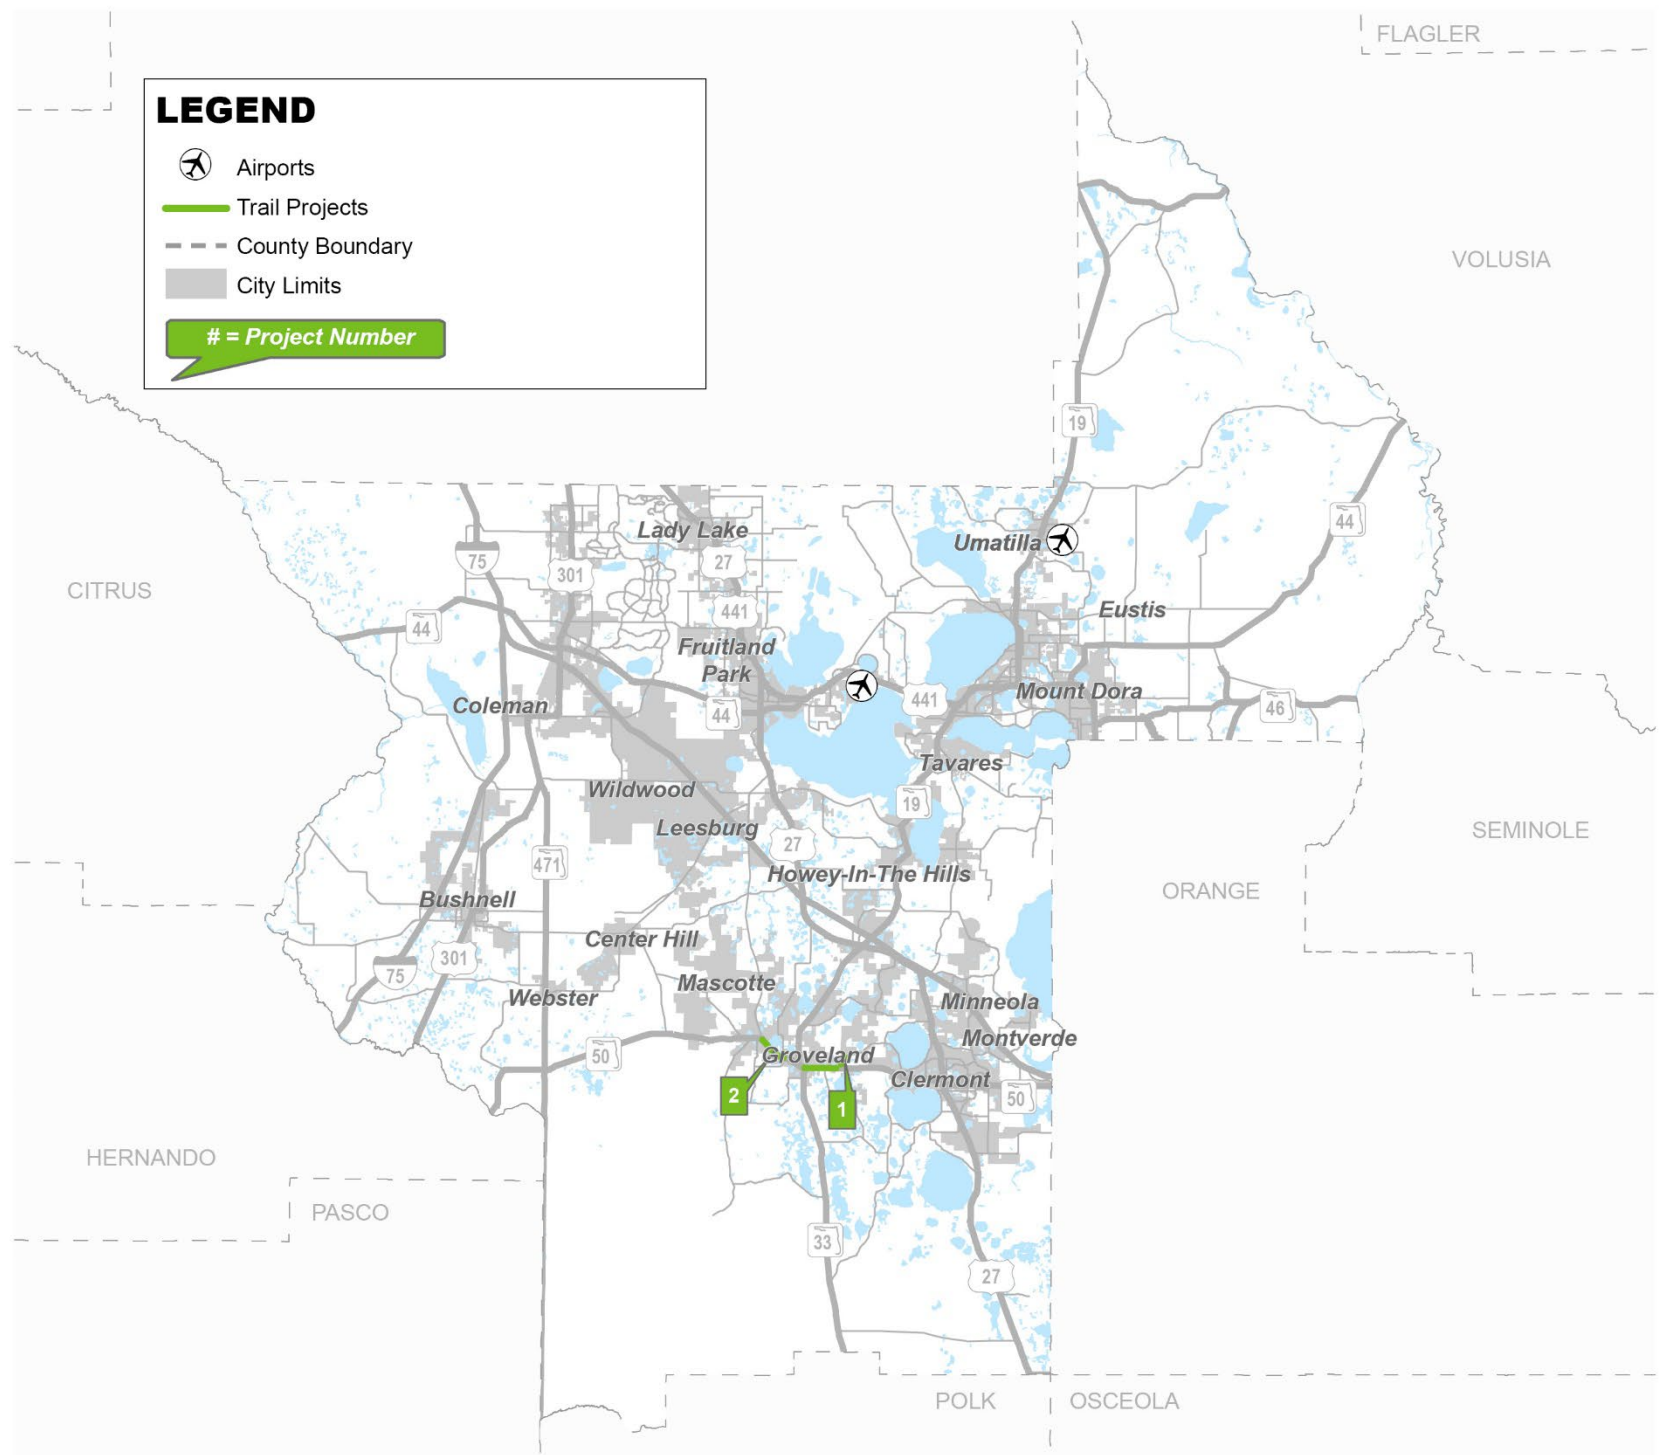 FLAGLER
LEGEND
Airports
Trail Projects
County Boundary
City Limits
# = Project Number
VOLUSIA
19
44
Lady Lake
Umatilla
75
27
301
CITRUS
441
Eustis
44
Fruitland
Park
441
Mount Dora
Coleman
44
46
Tavares
Wildwood
19
Leesburg
SEMINOLE
27
471
Howey-In-The Hills
ORANGE
Bushnell
Center Hill
301
75
Mascotte
Webster
Minneola
Montverde
50
Groveland
Clermont
2
1
50
HERNANDO
PASCO
33
27
POLK
OSCEOLA